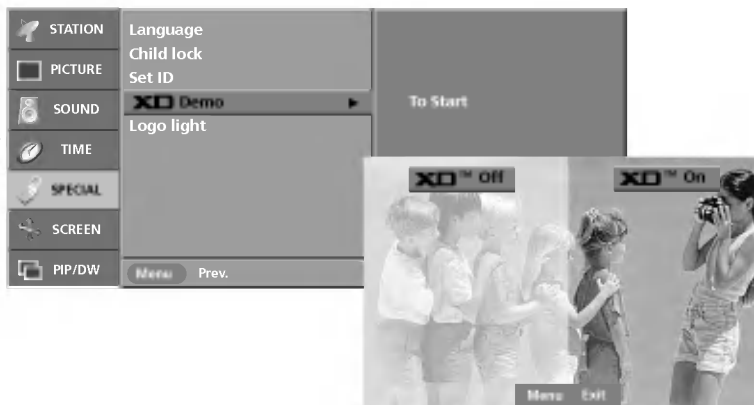 STATION
PICTURE
SOUND
TIME
SPECIAL
SCREEN
PIP/DW
Language
Child lock
Set ID
XD Demo ►
Logo light
Menu Prev.
To Start
XD™ Off
XD™ On
Menu Exit